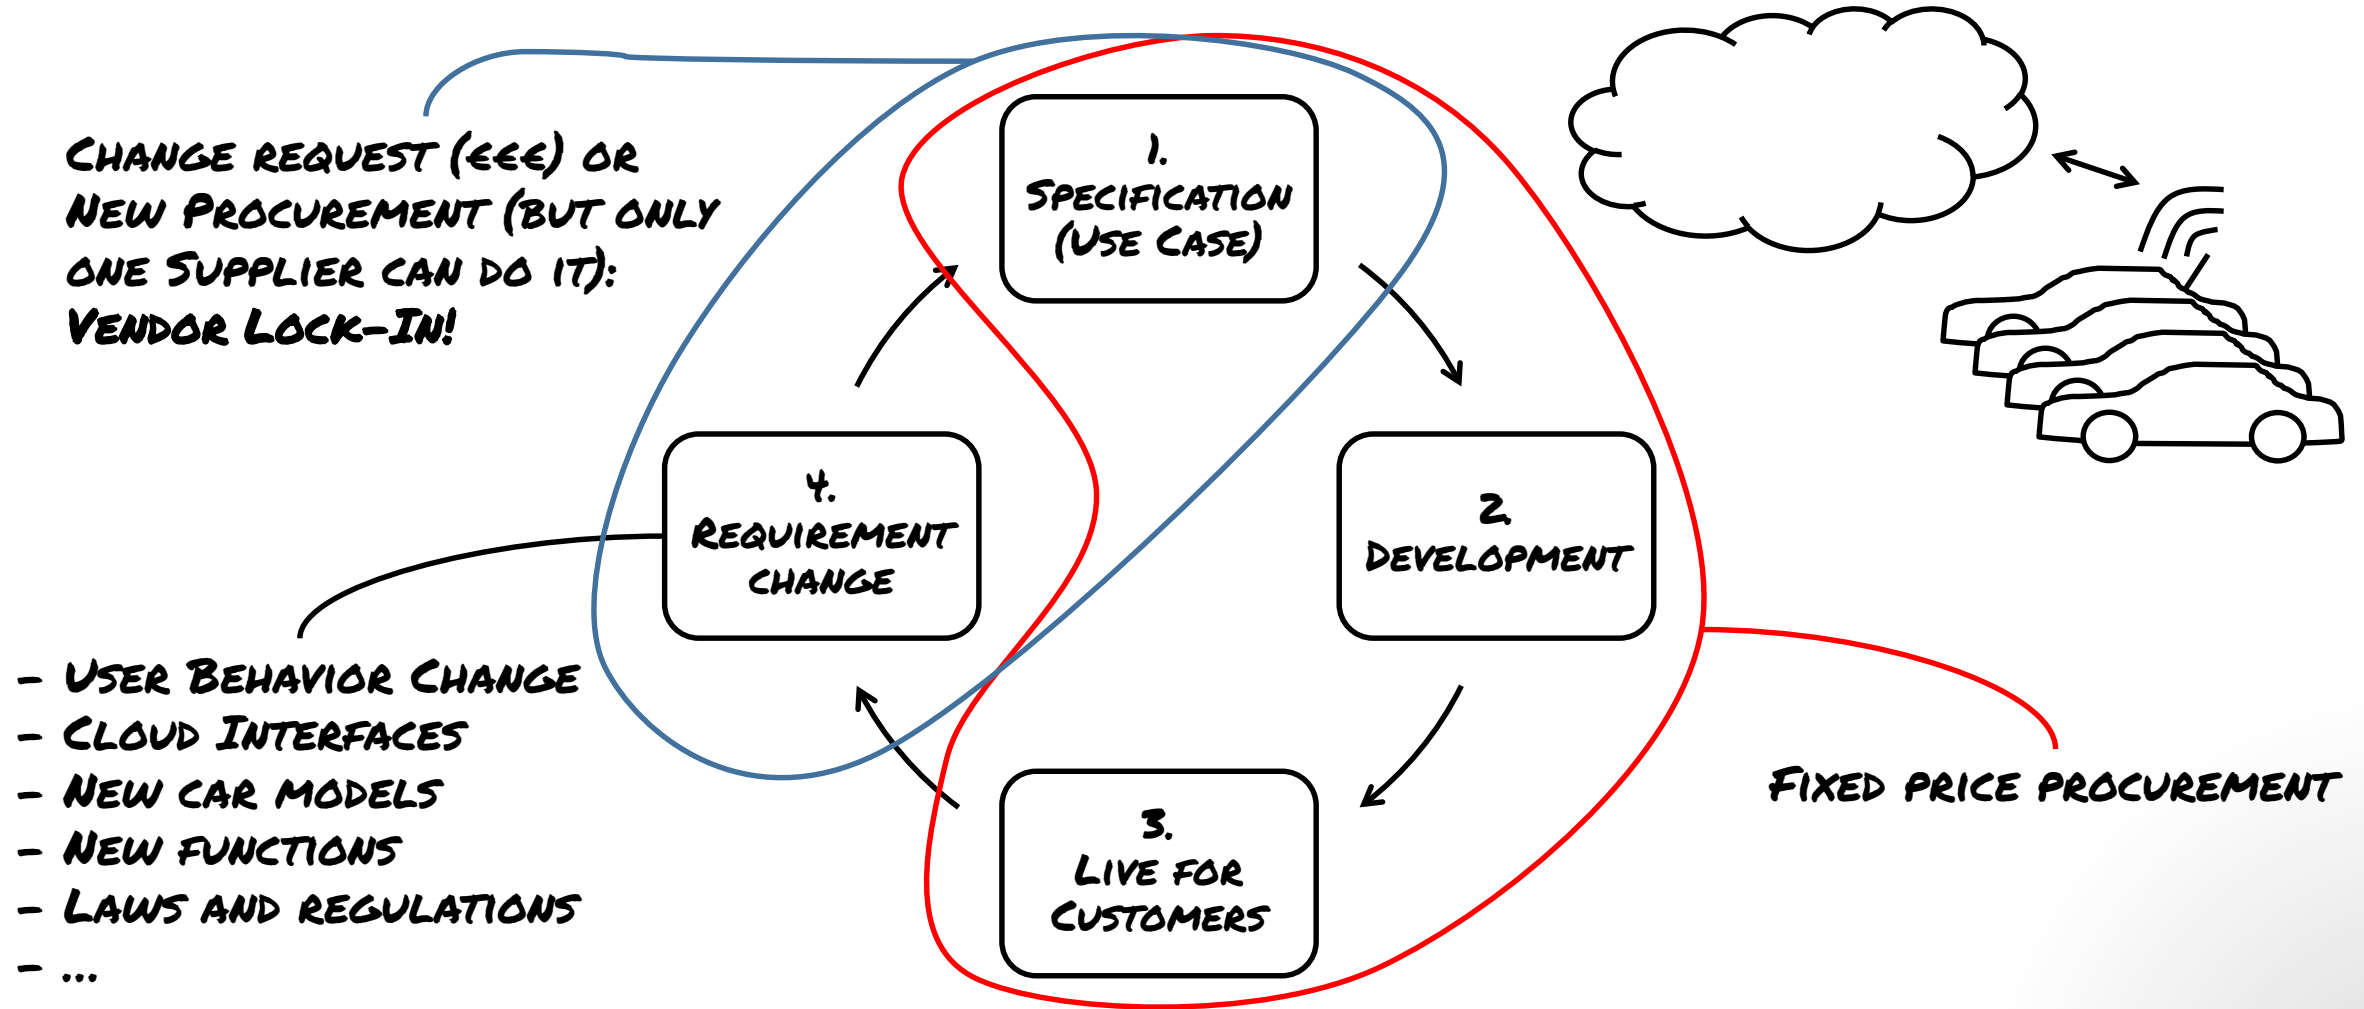 Change request (€€€) or
New Procurement (but only
one Supplier can do it):
Vendor Lock-In!
1.
Specification
(Use Case)
4.
Requirement
change
2.
Development
3.
Live for
Customers
- User Behavior Change
- Cloud Interfaces
- New car models
- New functions
- Laws and regulations
- ...
Fixed price procurement